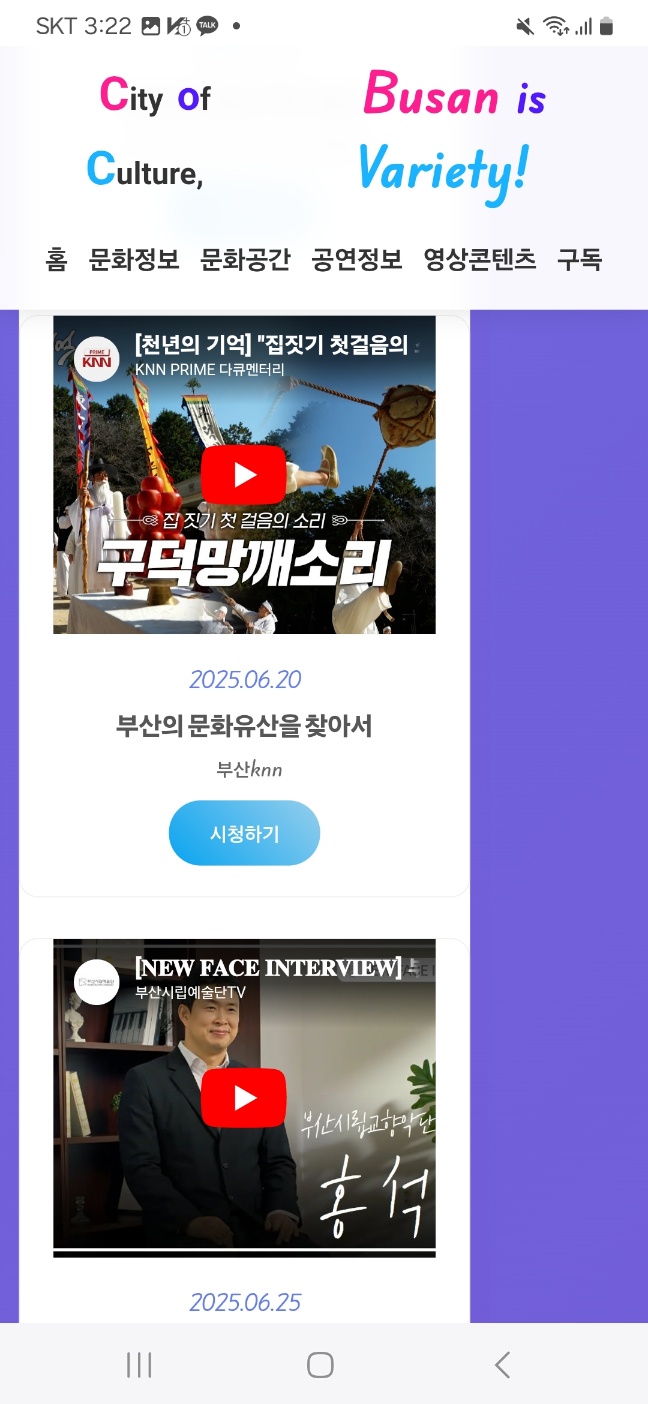 SKT 3:22
TALK
City of
Culture,
Busan is
Variety!
홈 문화정보 문화공간 공연정보 영상콘텐츠 구독
PRIME
KNN
[천년의 기억] "집짓기 첫걸음의
KNN PRIME 다큐멘터리
집 짓기 첫 걸음의 소리
구덕망깨소리
2025.06.20
부산의 문화유산을 찾아서
부산knn
시청하기
[NEW FACE INTERVIEW]
부산시립예술단TV
부산시립교향악단
홍석
2025.06.25